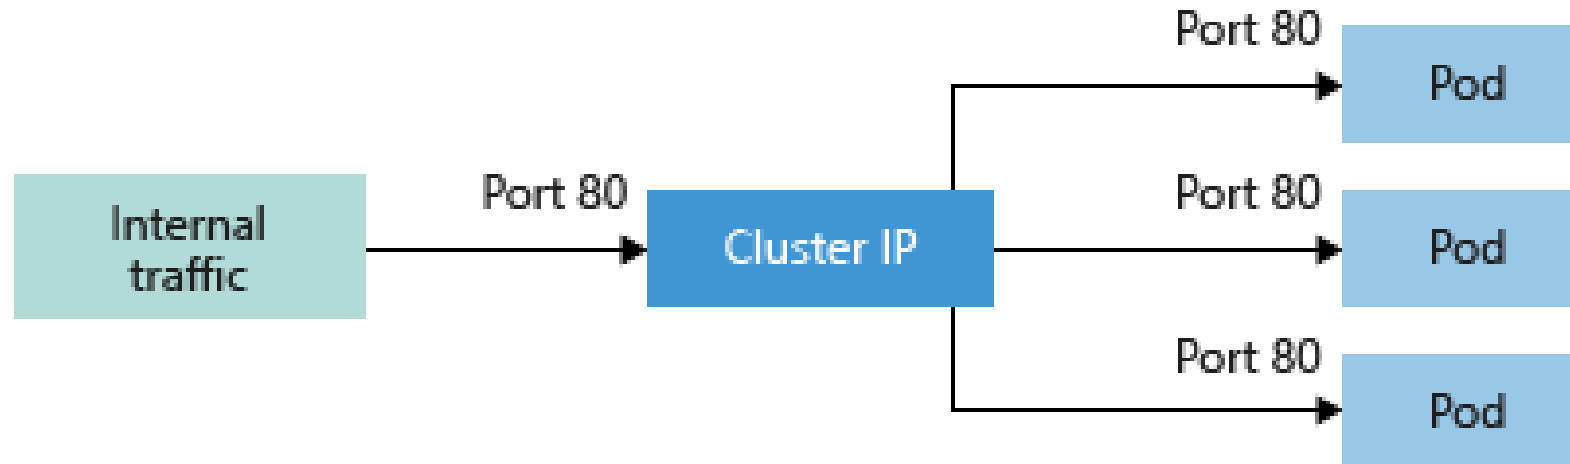 Port 80
Pod
Internal
traffic
Port 80
Cluster IP
Port 80
Pod
Port 80
Pod